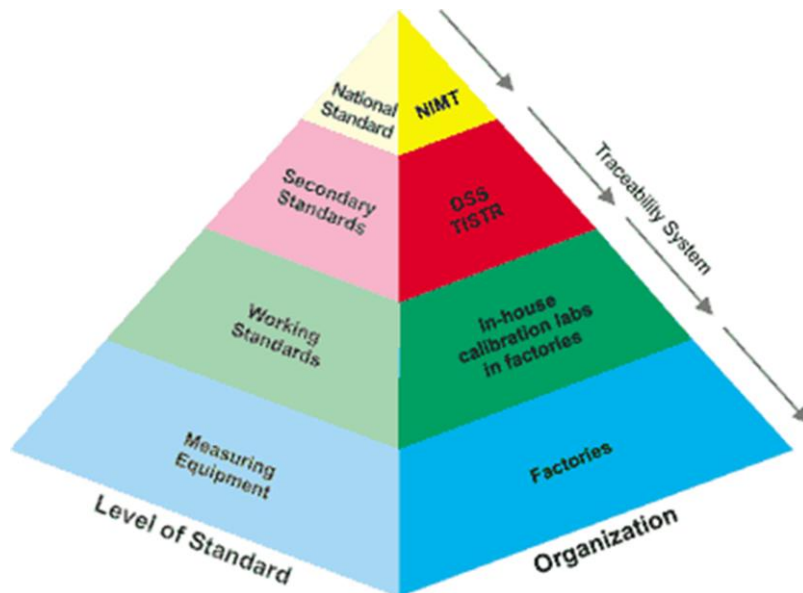 National
Standard
NIMT
Secondary
Standards
DSS
TISTR
Working
Standards
In-house
calibration labs
in factories
Measuring
Equipment
Factories
Level of Standard
Organization
Traceability System